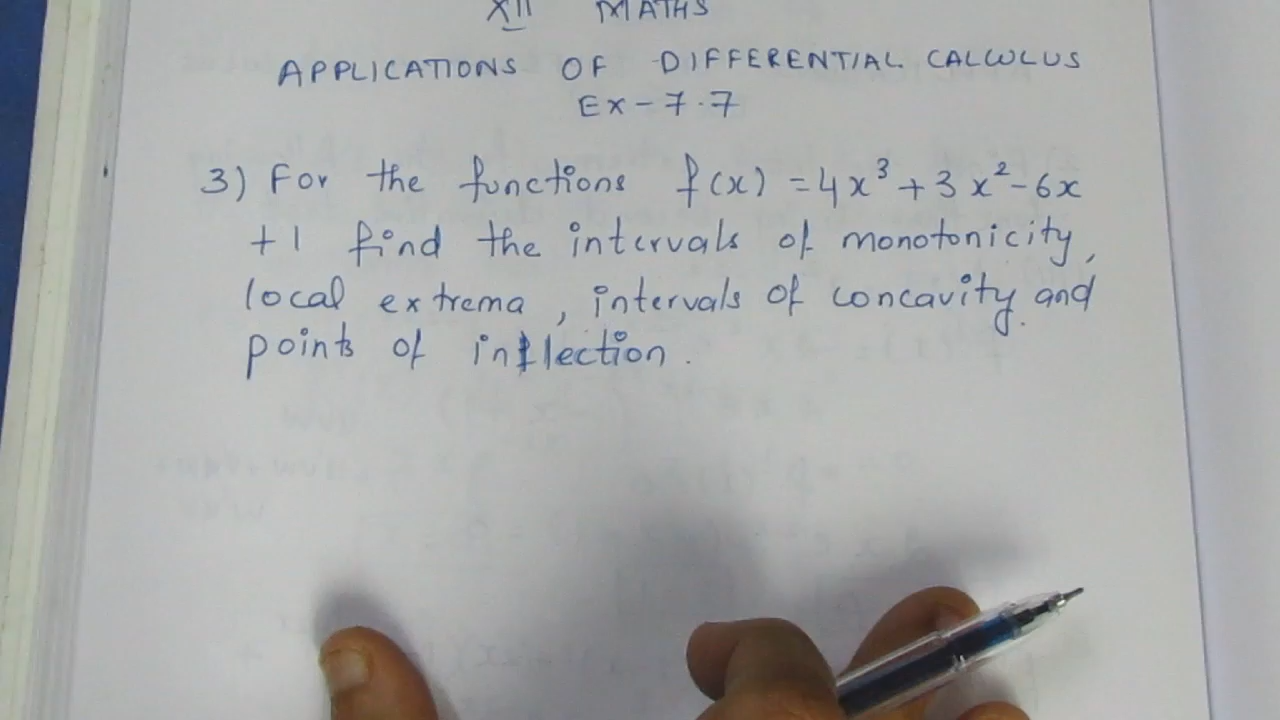 XII MATHS
APPLICATIONS OF DIFFERENTIAL CALCULUS
Ex - 7.7
3) For the functions f(x) = 4x³ + 3x² - 6x
+1 find the intervals of monotonicity,
local extrema, intervals of concavity and
points of inflection.